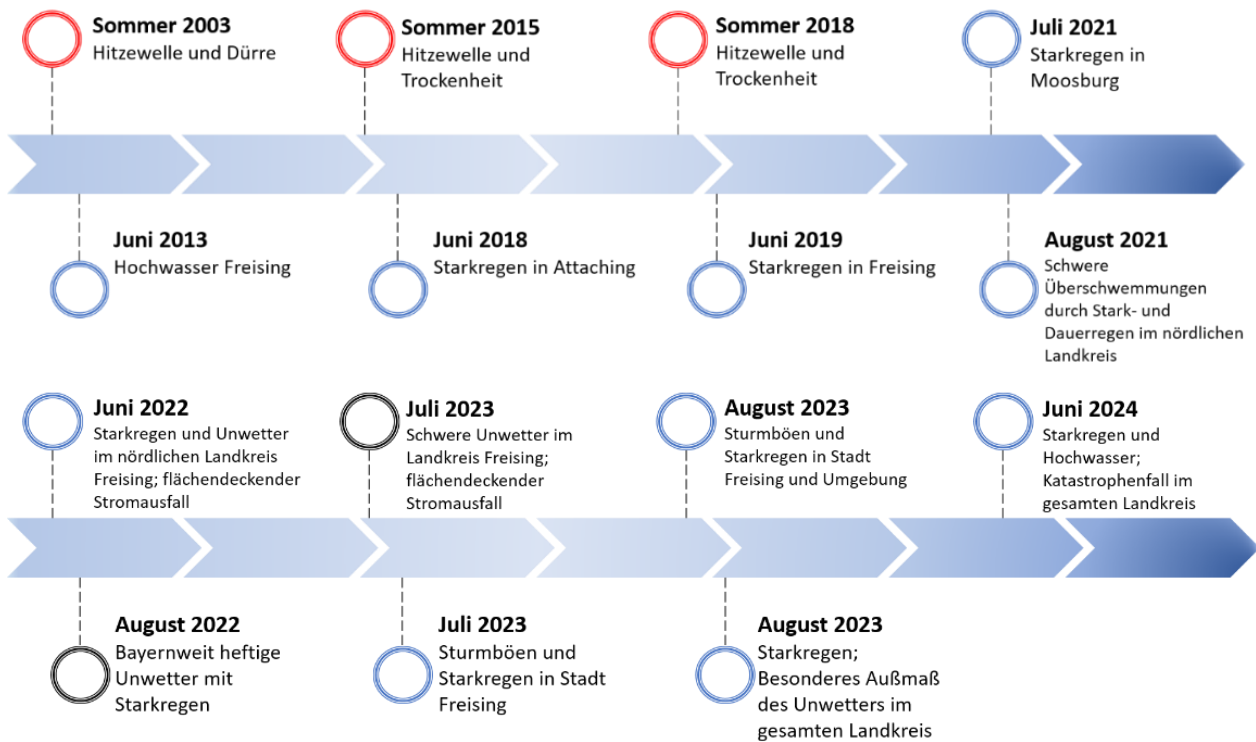 Sommer 2003
Hitzewelle und Dürre
Sommer 2015
Hitzewelle und
Trockenheit
Sommer 2018
Hitzewelle und
Trockenheit
Juli 2021
Starkregen in
Moosburg
Juni 2013
Hochwasser Freising
Juni 2018
Starkregen in Attaching
Juni 2019
Starkregen in Freising
August 2021
Schwere
Überschwemmungen
durch Stark- und
Dauerregen im nördlichen
Landkreis
Juni 2022
Starkregen und Unwetter
im nördlichen Landkreis
Freising; flächendeckender
Stromausfall
Juli 2023
Schwere Unwetter im
Landkreis Freising;
flächendeckender
Stromausfall
August 2023
Sturmböen und
Starkregen in Stadt
Freising und Umgebung
Juni 2024
Starkregen und
Hochwasser;
Katastrophenfall im
gesamten Landkreis
August 2022
Bayernweit heftige
Unwetter mit
Starkregen
Juli 2023
Sturmböen und
Starkregen in Stadt
Freising
August 2023
Starkregen;
Besonderes Außmaß
des Unwetters im
gesamten Landkreis